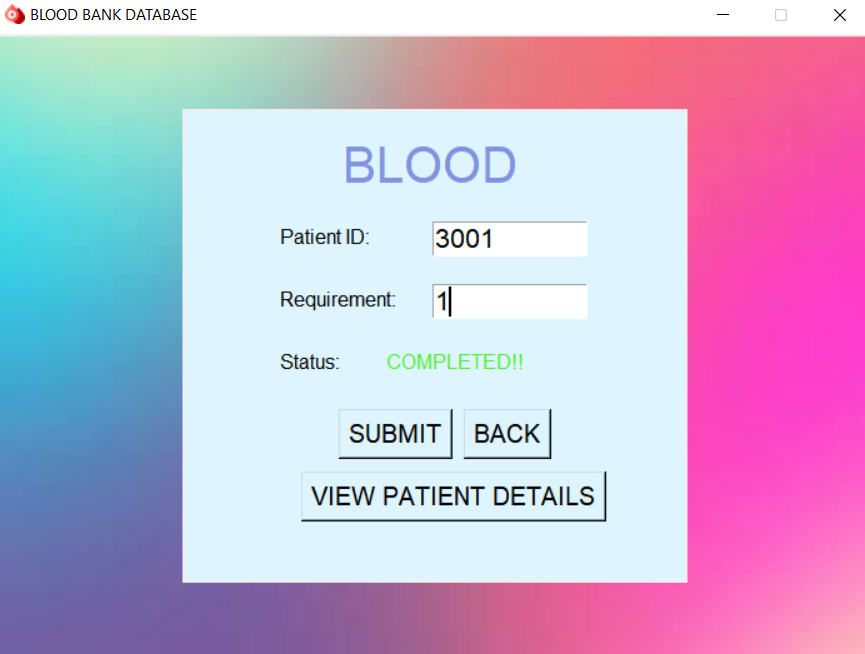 BLOOD BANK DATABASE
BLOOD
Patient ID: 3001
Requirement: 1
Status: COMPLETED!!
SUBMIT BACK
VIEW PATIENT DETAILS